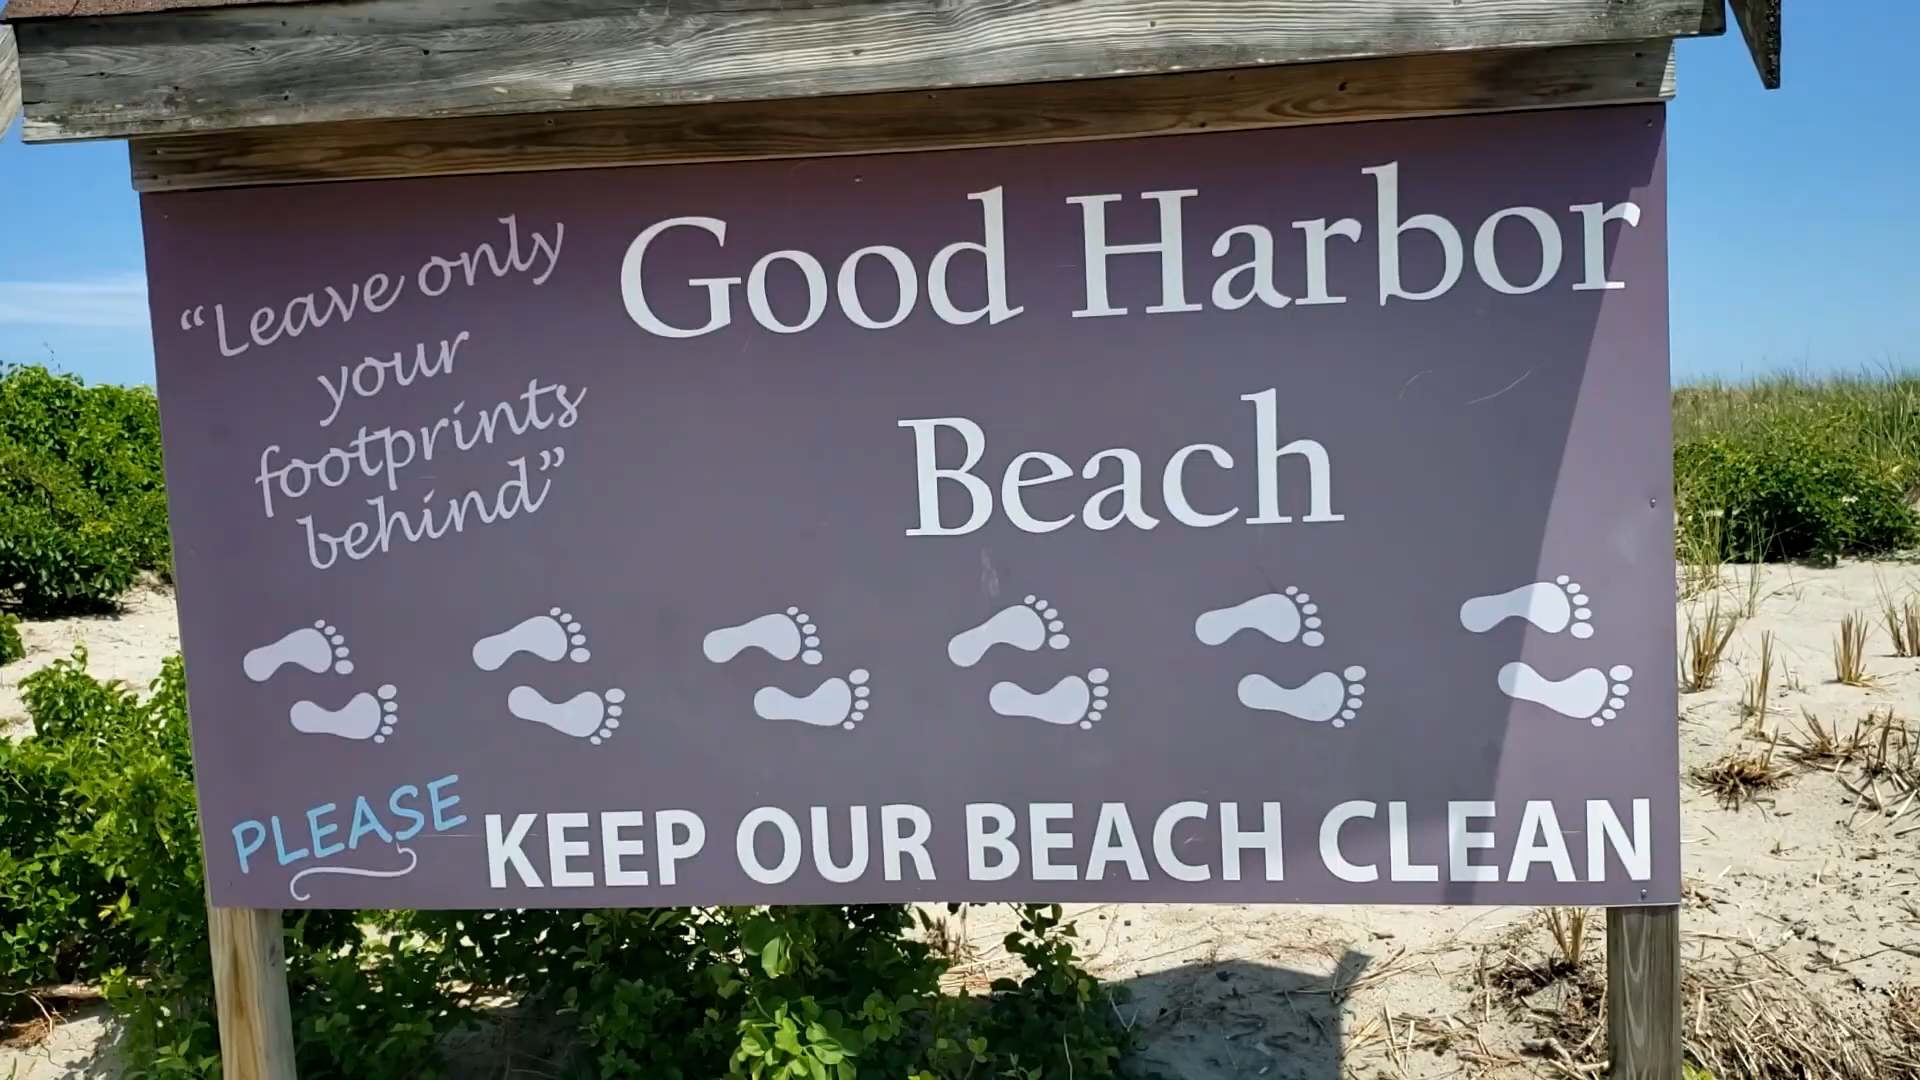 “Leave only
your
footprints
behind”
Good Harbor
Beach
PLEASE
KEEP OUR BEACH CLEAN